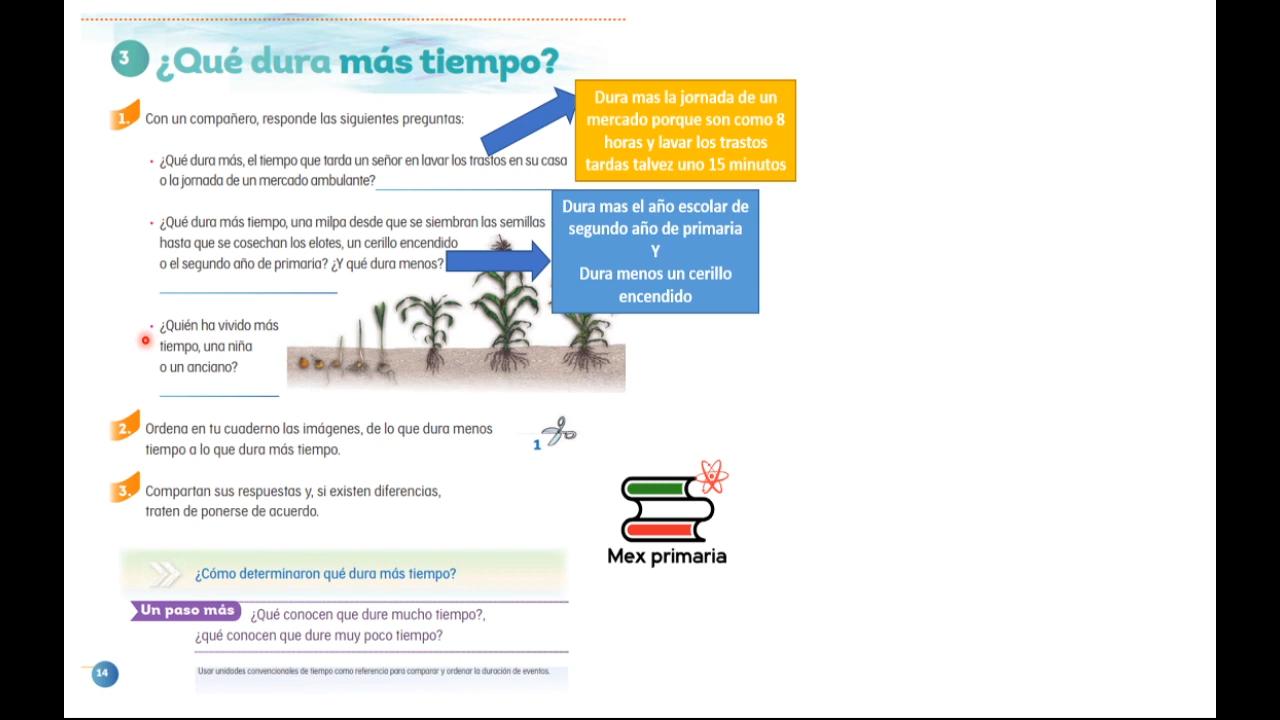 3 ¿Qué dura más tiempo?
1. Con un compañero, responde las siguientes preguntas:
• ¿Qué dura más, el tiempo que tarda un señor en lavar los trastos en su casa
o la jornada de un mercado ambulante?
Dura mas la jornada de un
mercado porque son como 8
horas y lavar los trastos
tardas talvez uno 15 minutos
• ¿Qué dura más tiempo, una milpa desde que se siembran las semillas
hasta que se cosechan los elotes, un cerillo encendido
o el segundo año de primaria? ¿Y qué dura menos?
Dura mas el año escolar de
segundo año de primaria
Y
Dura menos un cerillo
encendido
• ¿Quién ha vivido más
tiempo, una niña
o un anciano?
2. Ordena en tu cuaderno las imágenes, de lo que dura menos
tiempo a lo que dura más tiempo.
1
3. Compartan sus respuestas y, si existen diferencias,
traten de ponerse de acuerdo.
Mex primaria
¿Cómo determinaron qué dura más tiempo?
Un paso más ¿Qué conocen que dure mucho tiempo?,
¿qué conocen que dure muy poco tiempo?
14 Usar unidades convencionales de tiempo como referencia para comparar y ordenar la duración de eventos.